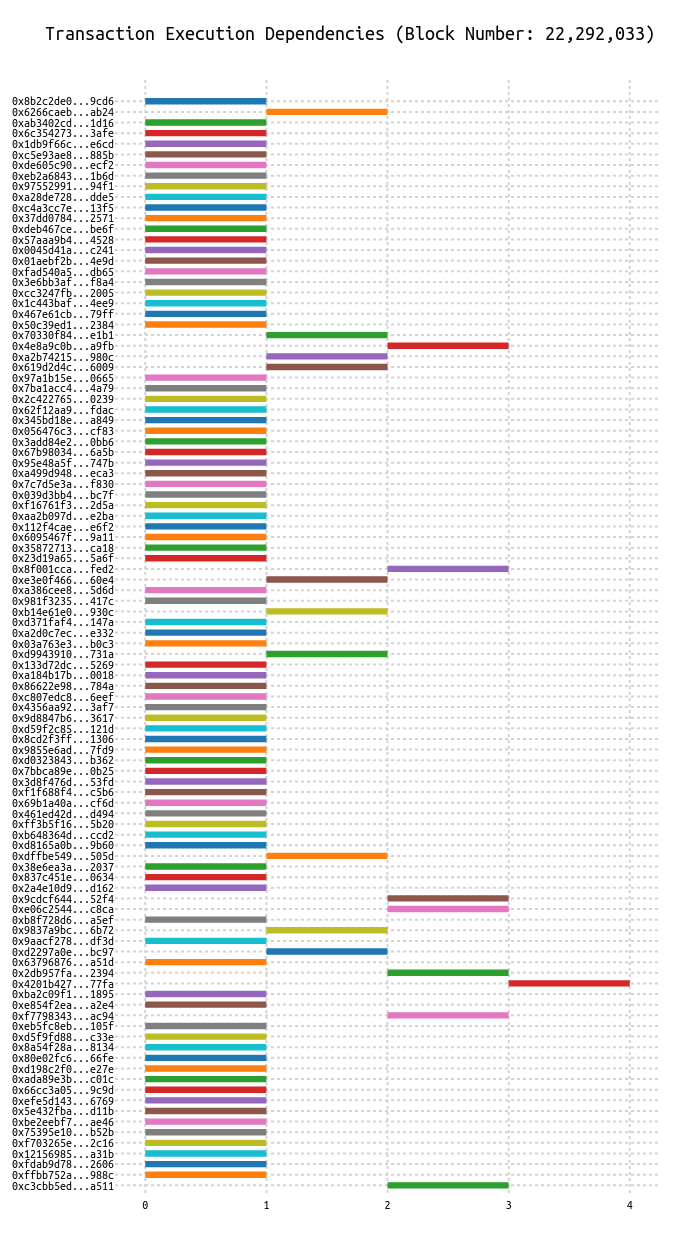 Transaction Execution Dependencies (Block Number: 22,292,033)
0x8b2c2de0...9cd6
0x6266caeb...ab24
0xab3402cd...1d16
0x6c354273...3afe
0x1db9f66c...e6cd
0xc5e93ae8...885b
0xde605c90...ecf2
0xeb2a6843...1b6d
0x97552991...94f1
0xa28de728...dde5
0xc4a3cc7e...13f5
0x37dd0784...2571
0xdeb467ce...be6f
0x57aaa9b4...4528
0x0045d41a...c241
0x01aebf2b...4e9d
0xfad540a5...db65
0x3e6bb3af...f8a4
0xcc3247fb...2005
0x1c443baf...4ee9
0x467e61cb...79ff
0x50c39ed1...2384
0x70330f84...e1b1
0x4e8a9c0b...a9fb
0xa2b74215...980c
0x619d2d4c...6009
0x97a1b15e...0665
0x7ba1acc4...4a79
0x2c422765...0239
0x62f12aa9...fdac
0x345bd18e...a849
0x056476c3...cf83
0x3add84e2...0bb6
0x67b98034...6a5b
0x95e48a5f...747b
0xa499d948...eca3
0x7c7d5e3a...f830
0x039d3bb4...bc7f
0xf16761f3...2d5a
0xaa2b097d...e2ba
0x112f4cae...e6f2
0x6095467f...9a11
0x35872713...ca18
0x23d19a65...5a6f
0x8f001cca...fed2
0xe3e0f466...60e4
0xa386cee8...5d6d
0x981f3235...417c
0xb14e61e0...930c
0xd371faf4...147a
0xa2d0c7ec...e332
0x03a763e3...b0c3
0xd9943910...731a
0x133d72dc...5269
0xa184b17b...0018
0x86622e98...784a
0xc807edc8...6eef
0x4356aa92...3af7
0x9d8847b6...3617
0xd59f2c85...121d
0x8cd2f3ff...1306
0x9855e6ad...7fd9
0xd0323843...b362
0x7bbca89e...0b25
0x3d8f476d...53fd
0xf1f688f4...c5b6
0x69b1a40a...cf6d
0x461ed42d...d494
0xff3b5f16...5b20
0xb648364d...ccd2
0xd8165a0b...9b60
0xdffbe549...505d
0x38e6ea3a...2037
0x837c451e...0634
0x2a4e10d9...d162
0x9cdcf644...52f4
0xe06c2544...c8ca
0xb8f728d6...a5ef
0x9837a9bc...6b72
0x9aacf278...df3d
0xd2297a0e...bc97
0x63796876...a51d
0x2db957fa...2394
0x4201b427...77fa
0xba2c09f1...1895
0xe854f2ea...a2e4
0xf7798343...ac94
0xeb5fc8eb...105f
0xd5f9fd88...c33e
0x8a54f28a...8134
0x80e02fc6...66fe
0xd198c2f0...e27e
0xada89e3b...c01c
0x66cc3a05...9c9d
0xefe5d143...6769
0x5e432fba...d11b
0xbe2eebf7...ae46
0x75395e10...b52b
0xf703265e...2c16
0x12156985...a31b
0xfdab9d78...2606
0xffbb752a...988c
0xc3cbb5ed...a511
0 1 2 3 4